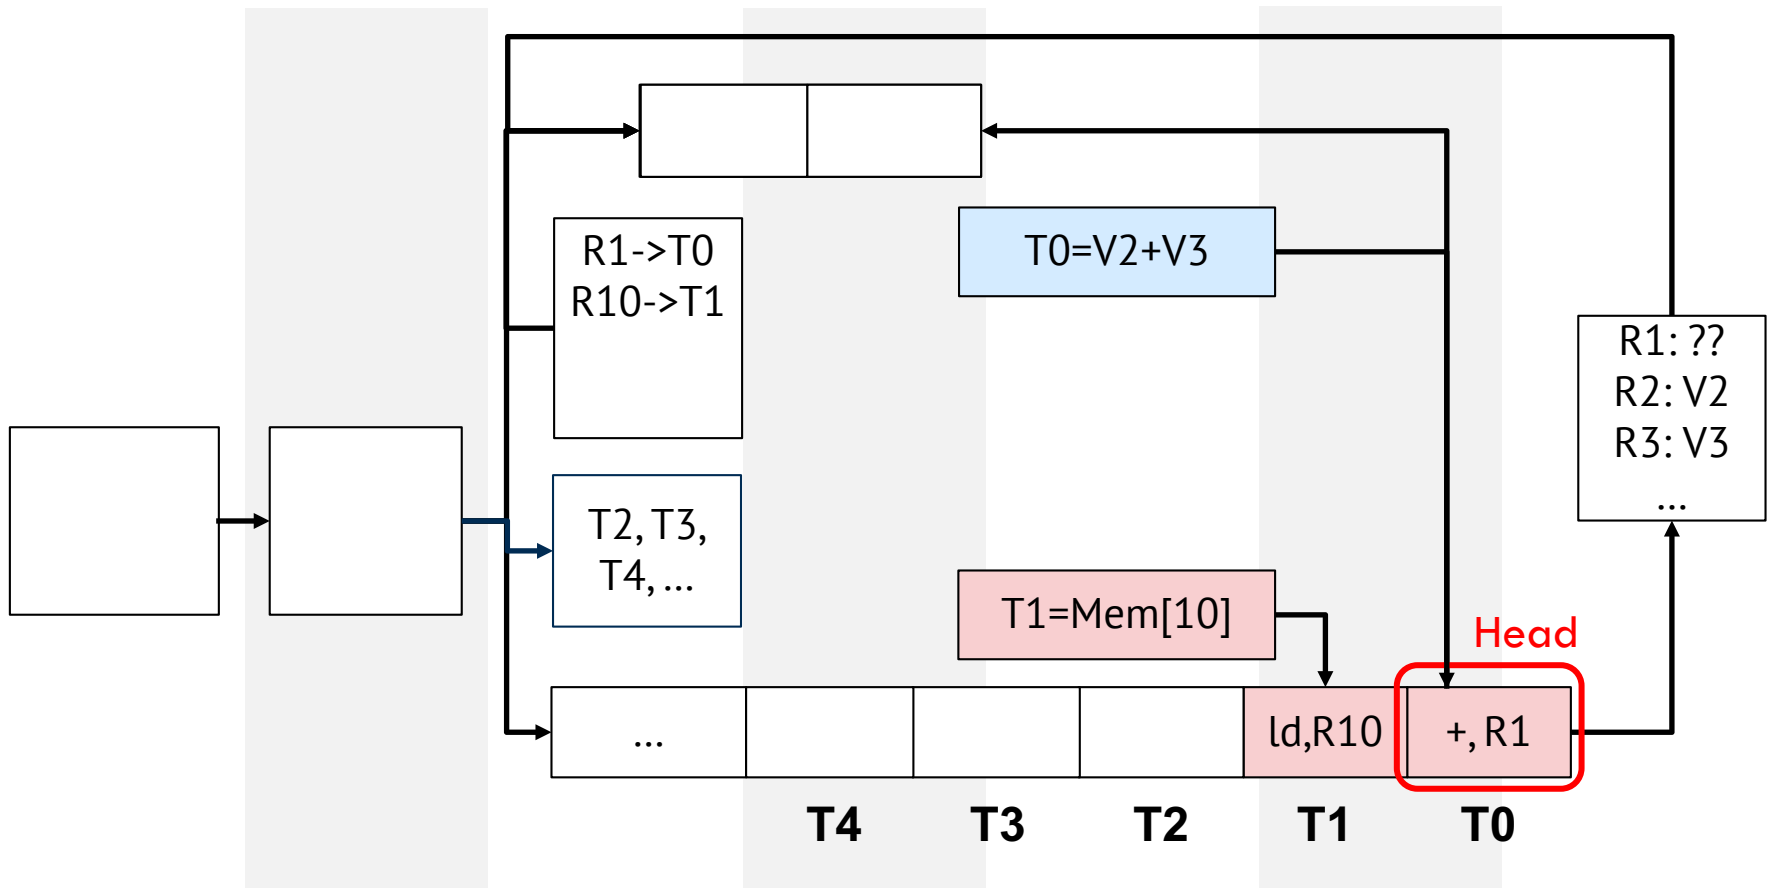 R1->T0
R10->T1
T0=V2+V3
R1: ??
R2: V2
R3: V3
...
T2, T3,
T4, ...
T1=Mem[10]
Head
...
ld,R10
+, R1
T4
T3
T2
T1
T0